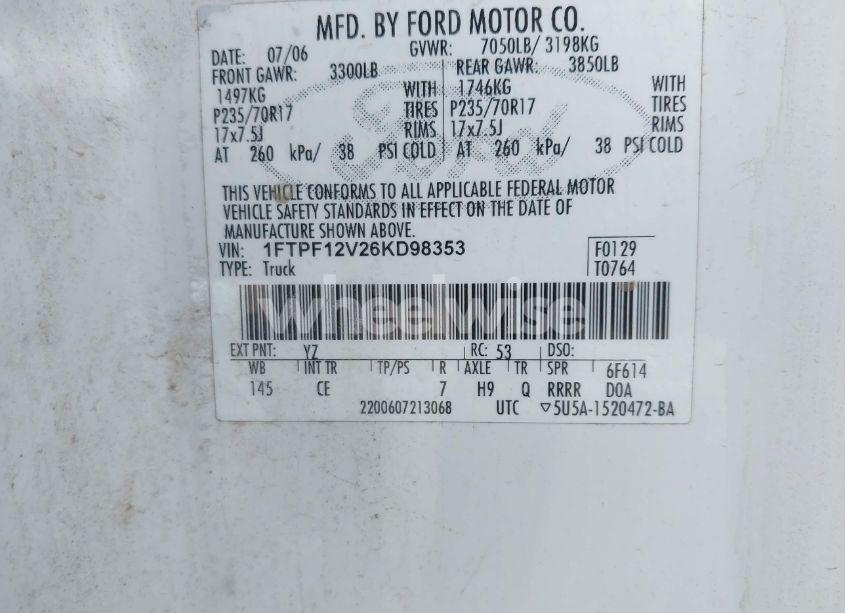 MFD. BY FORD MOTOR CO.
DATE: 07/06 GVWR: 7050LB/ 3198KG
FRONT GAWR: 3300LB REAR GAWR: 3850LB
1497KG WITH 1746KG WITH
P235/70R17 TIRES P235/70R17 TIRES
17x7.5J RIMS 17x7.5J RIMS
AT 260 kPa/ 38 PSI COLD AT 260 kPa/ 38 PSI COLD
Ford
THIS VEHICLE CONFORMS TO ALL APPLICABLE FEDERAL MOTOR
VEHICLE SAFETY STANDARDS IN EFFECT ON THE DATE OF
MANUFACTURE SHOWN ABOVE.
VIN: 1FTPF12V26KD98353 F0129
TYPE: Truck T0764
wheelwise
EXT PNT: YZ RC: 53 DSO:
WB INT TR TP/PS R AXLE TR SPR 6F614
145 CE 7 H9 Q RRRR DOA
2200607213068 UTC ▽5U5A-1520472-BA